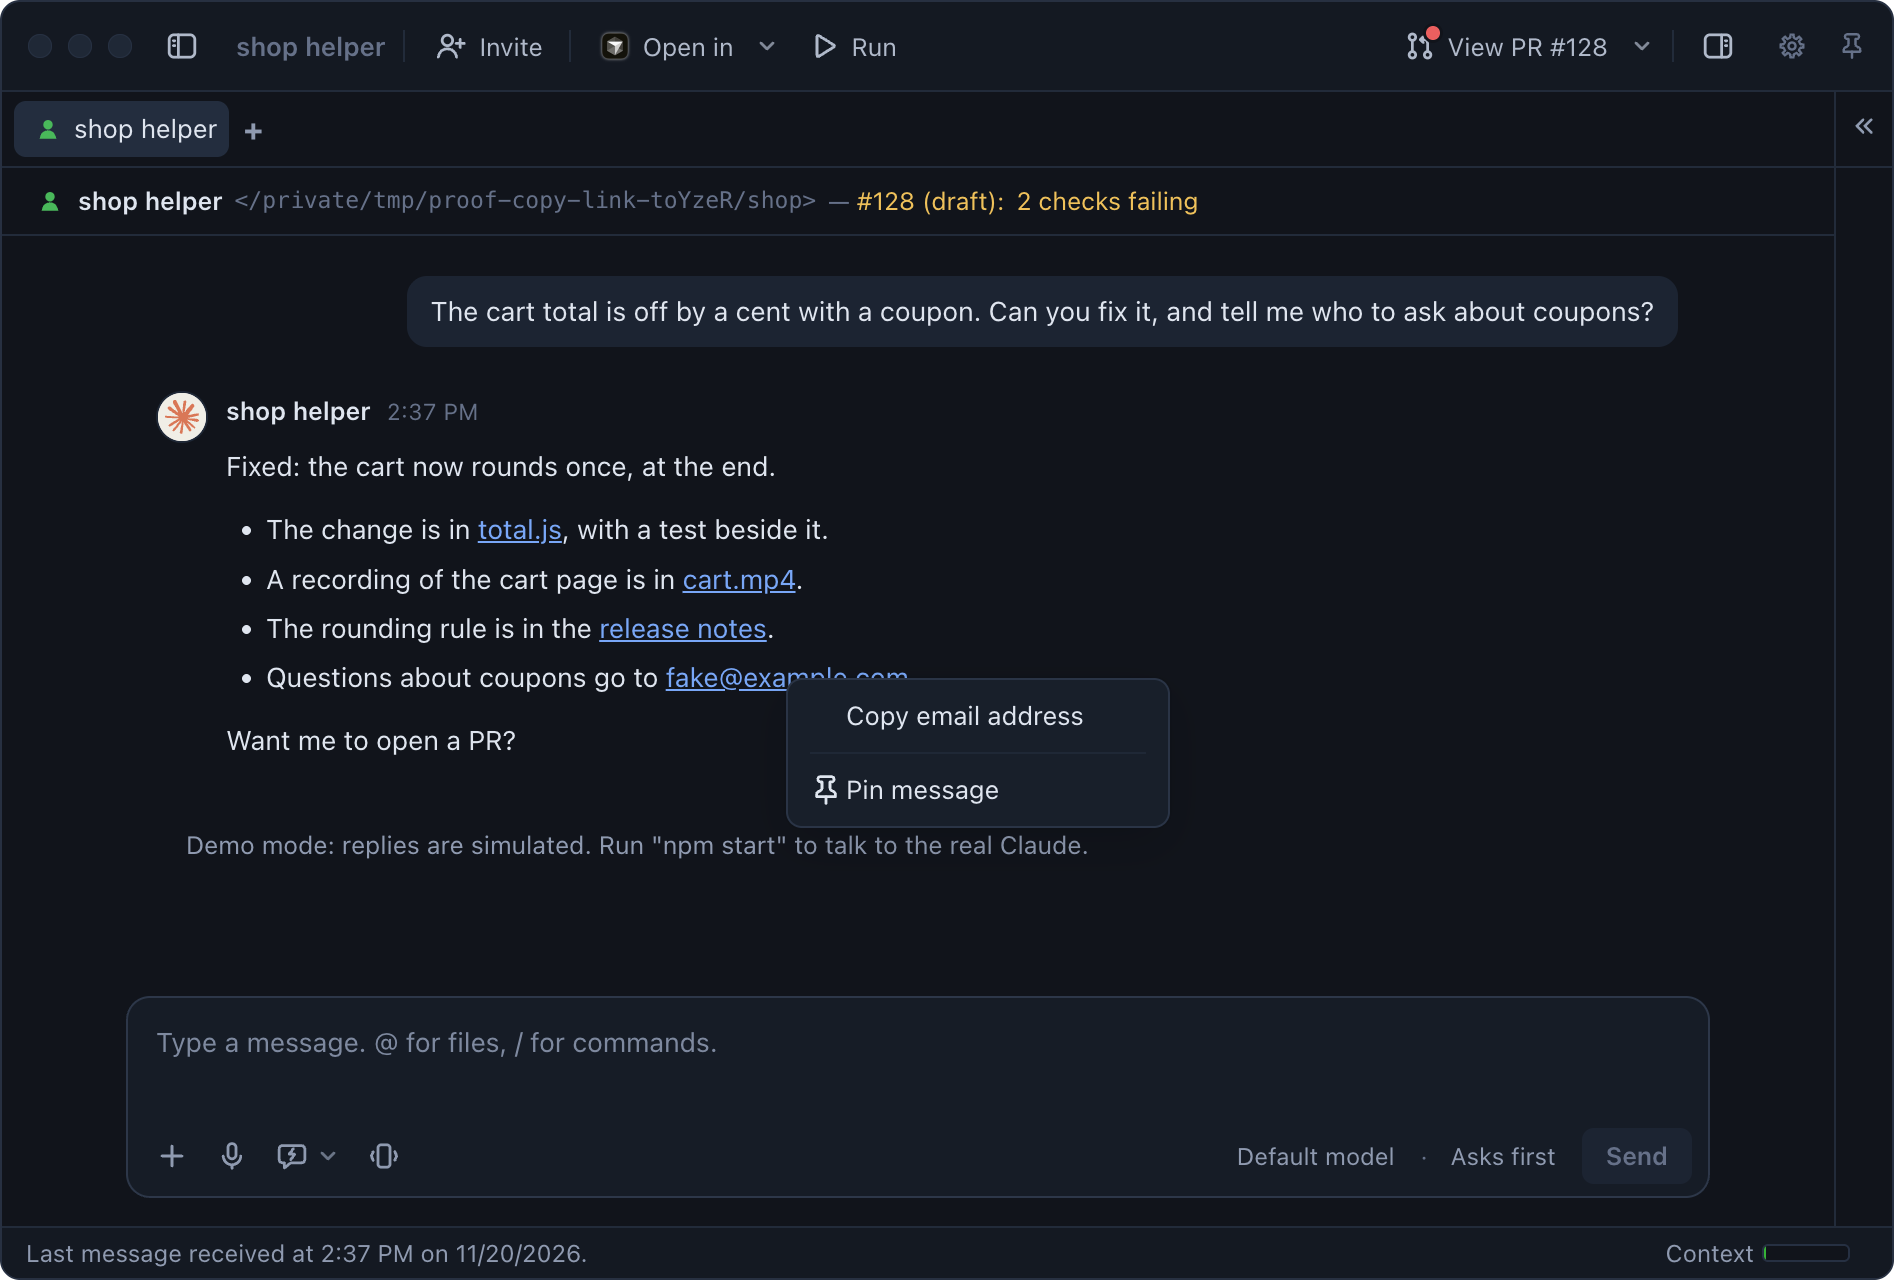 shop helper
Invite
Open in
Run
View PR #128
shop helper
shop helper </private/tmp/proof-copy-link-toYzeR/shop> — #128 (draft): 2 checks failing
The cart total is off by a cent with a coupon. Can you fix it, and tell me who to ask about coupons?
shop helper 2:37 PM
Fixed: the cart now rounds once, at the end.
• The change is in total.js, with a test beside it.
• A recording of the cart page is in cart.mp4.
• The rounding rule is in the release notes.
• Questions about coupons go to fake@example.com
Copy email address
Want me to open a PR?
Pin message
Demo mode: replies are simulated. Run "npm start" to talk to the real Claude.
Type a message. @ for files, / for commands.
Default model · Asks first
Send
Last message received at 2:37 PM on 11/20/2026.
Context